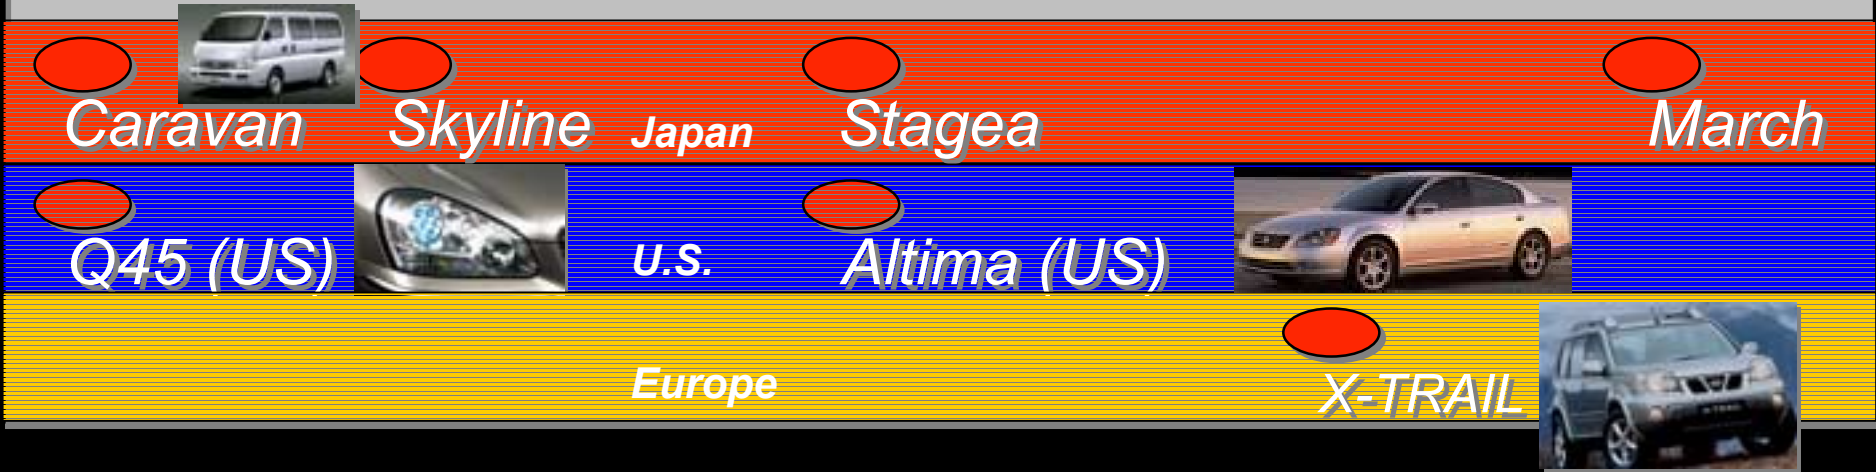 Caravan Skyline Japan Stagea March
Q45 (US) U.S. Altima (US)
Europe X-TRAIL